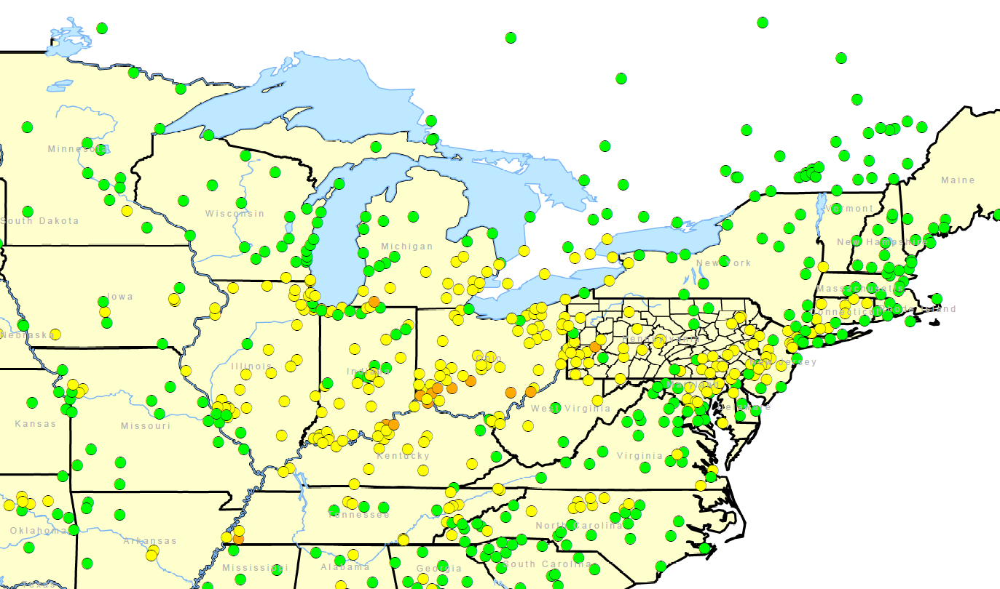 Minnesota
Maine
South Dakota
Wisconsin
Vermont
Michigan
New Hampshire
New York
Iowa
Massachusetts
Connecticut
Rhode Island
Nebraska
Pennsylvania
Ohio
New Jersey
Illinois
Indiana
Maryland
Delaware
West Virginia
Kansas
Missouri
Kentucky
Virginia
Tennessee
North Carolina
Oklahoma
Arkansas
Mississippi
Alabama
Georgia
South Carolina
Texas